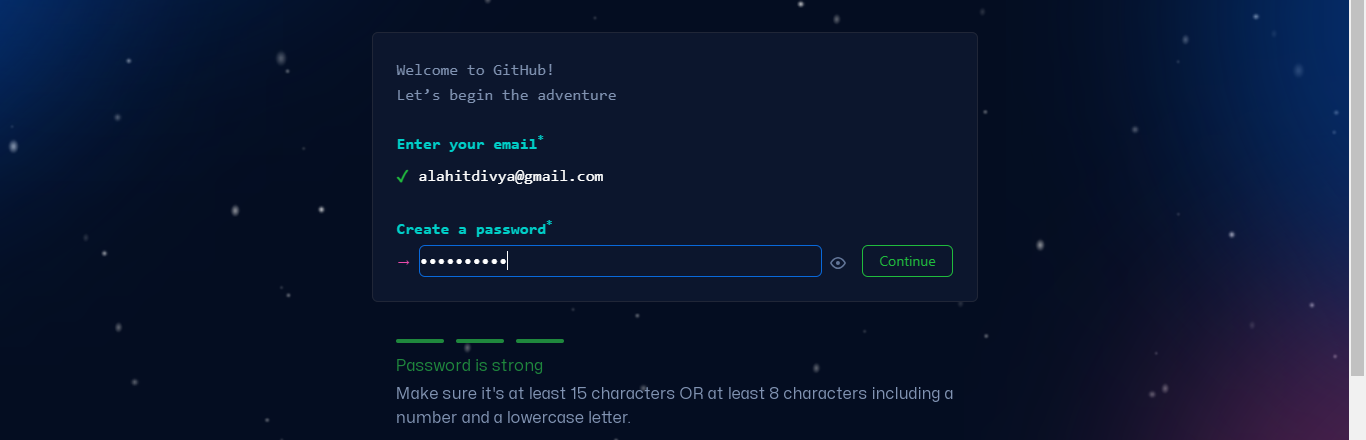 Welcome to GitHub!
Let’s begin the adventure
Enter your email*
✓ alahitdivya@gmail.com
Create a password*
→ •••••••••• Continue
Password is strong
Make sure it's at least 15 characters OR at least 8 characters including a
number and a lowercase letter.